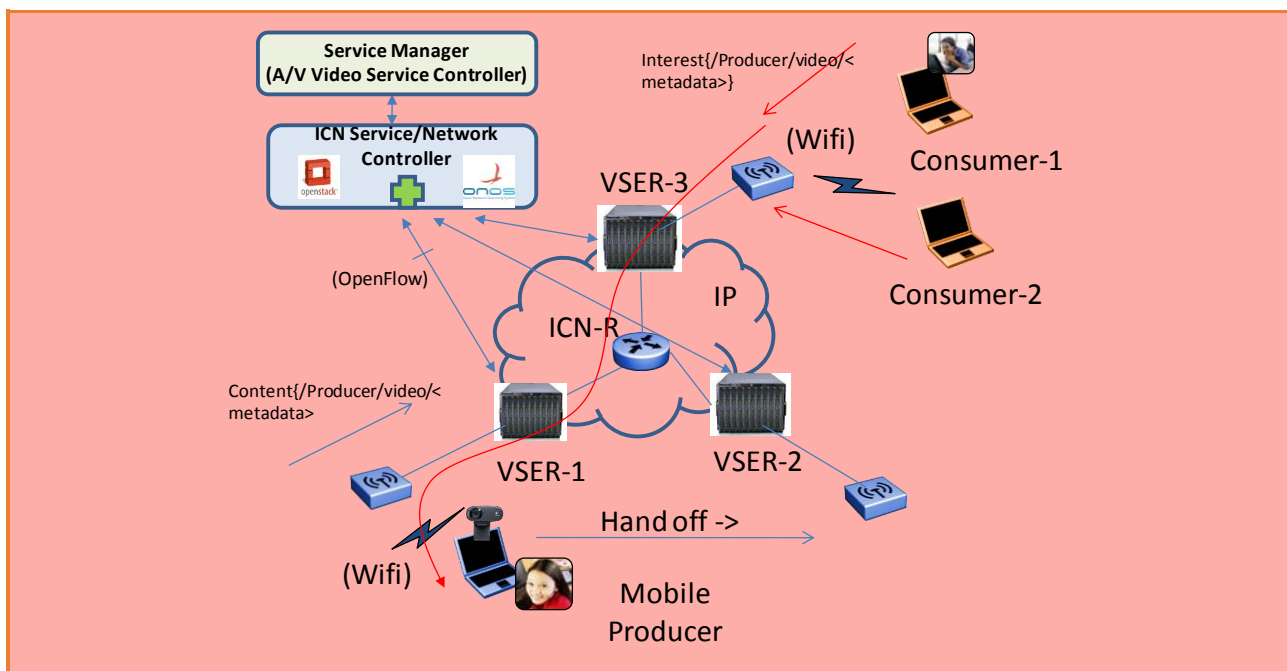 Service Manager
(A/V Video Service Controller)
ICN Service/Network
Controller
openstack
onos
(OpenFlow)
Interest{/Producer/video/<
metadata>}
(Wifi)
Consumer-1
VSER-3
Consumer-2
IP
ICN-R
Content{/Producer/video/<
metadata>
VSER-1
VSER-2
Hand off ->
(Wifi)
Mobile
Producer